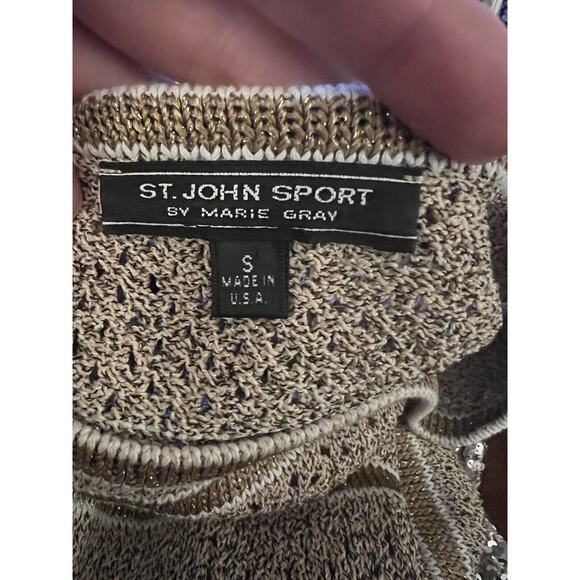 ST. JOHN SPORT
BY MARIE GRAY
S
MADE IN
U.S.A.